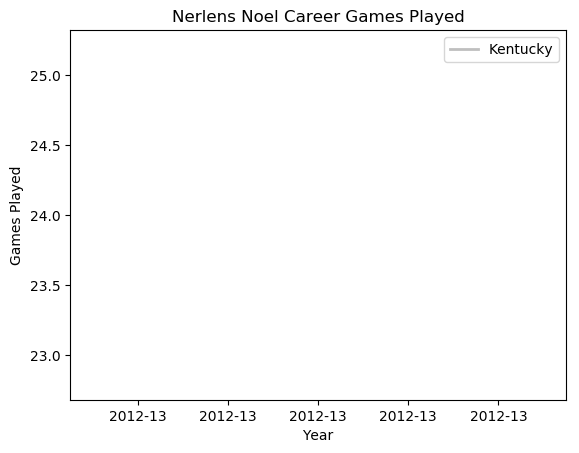 Nerlens Noel Career Games Played
Kentucky
25.0
24.5
24.0
23.5
23.0
Games Played
2012-13 2012-13 2012-13 2012-13 2012-13
Year